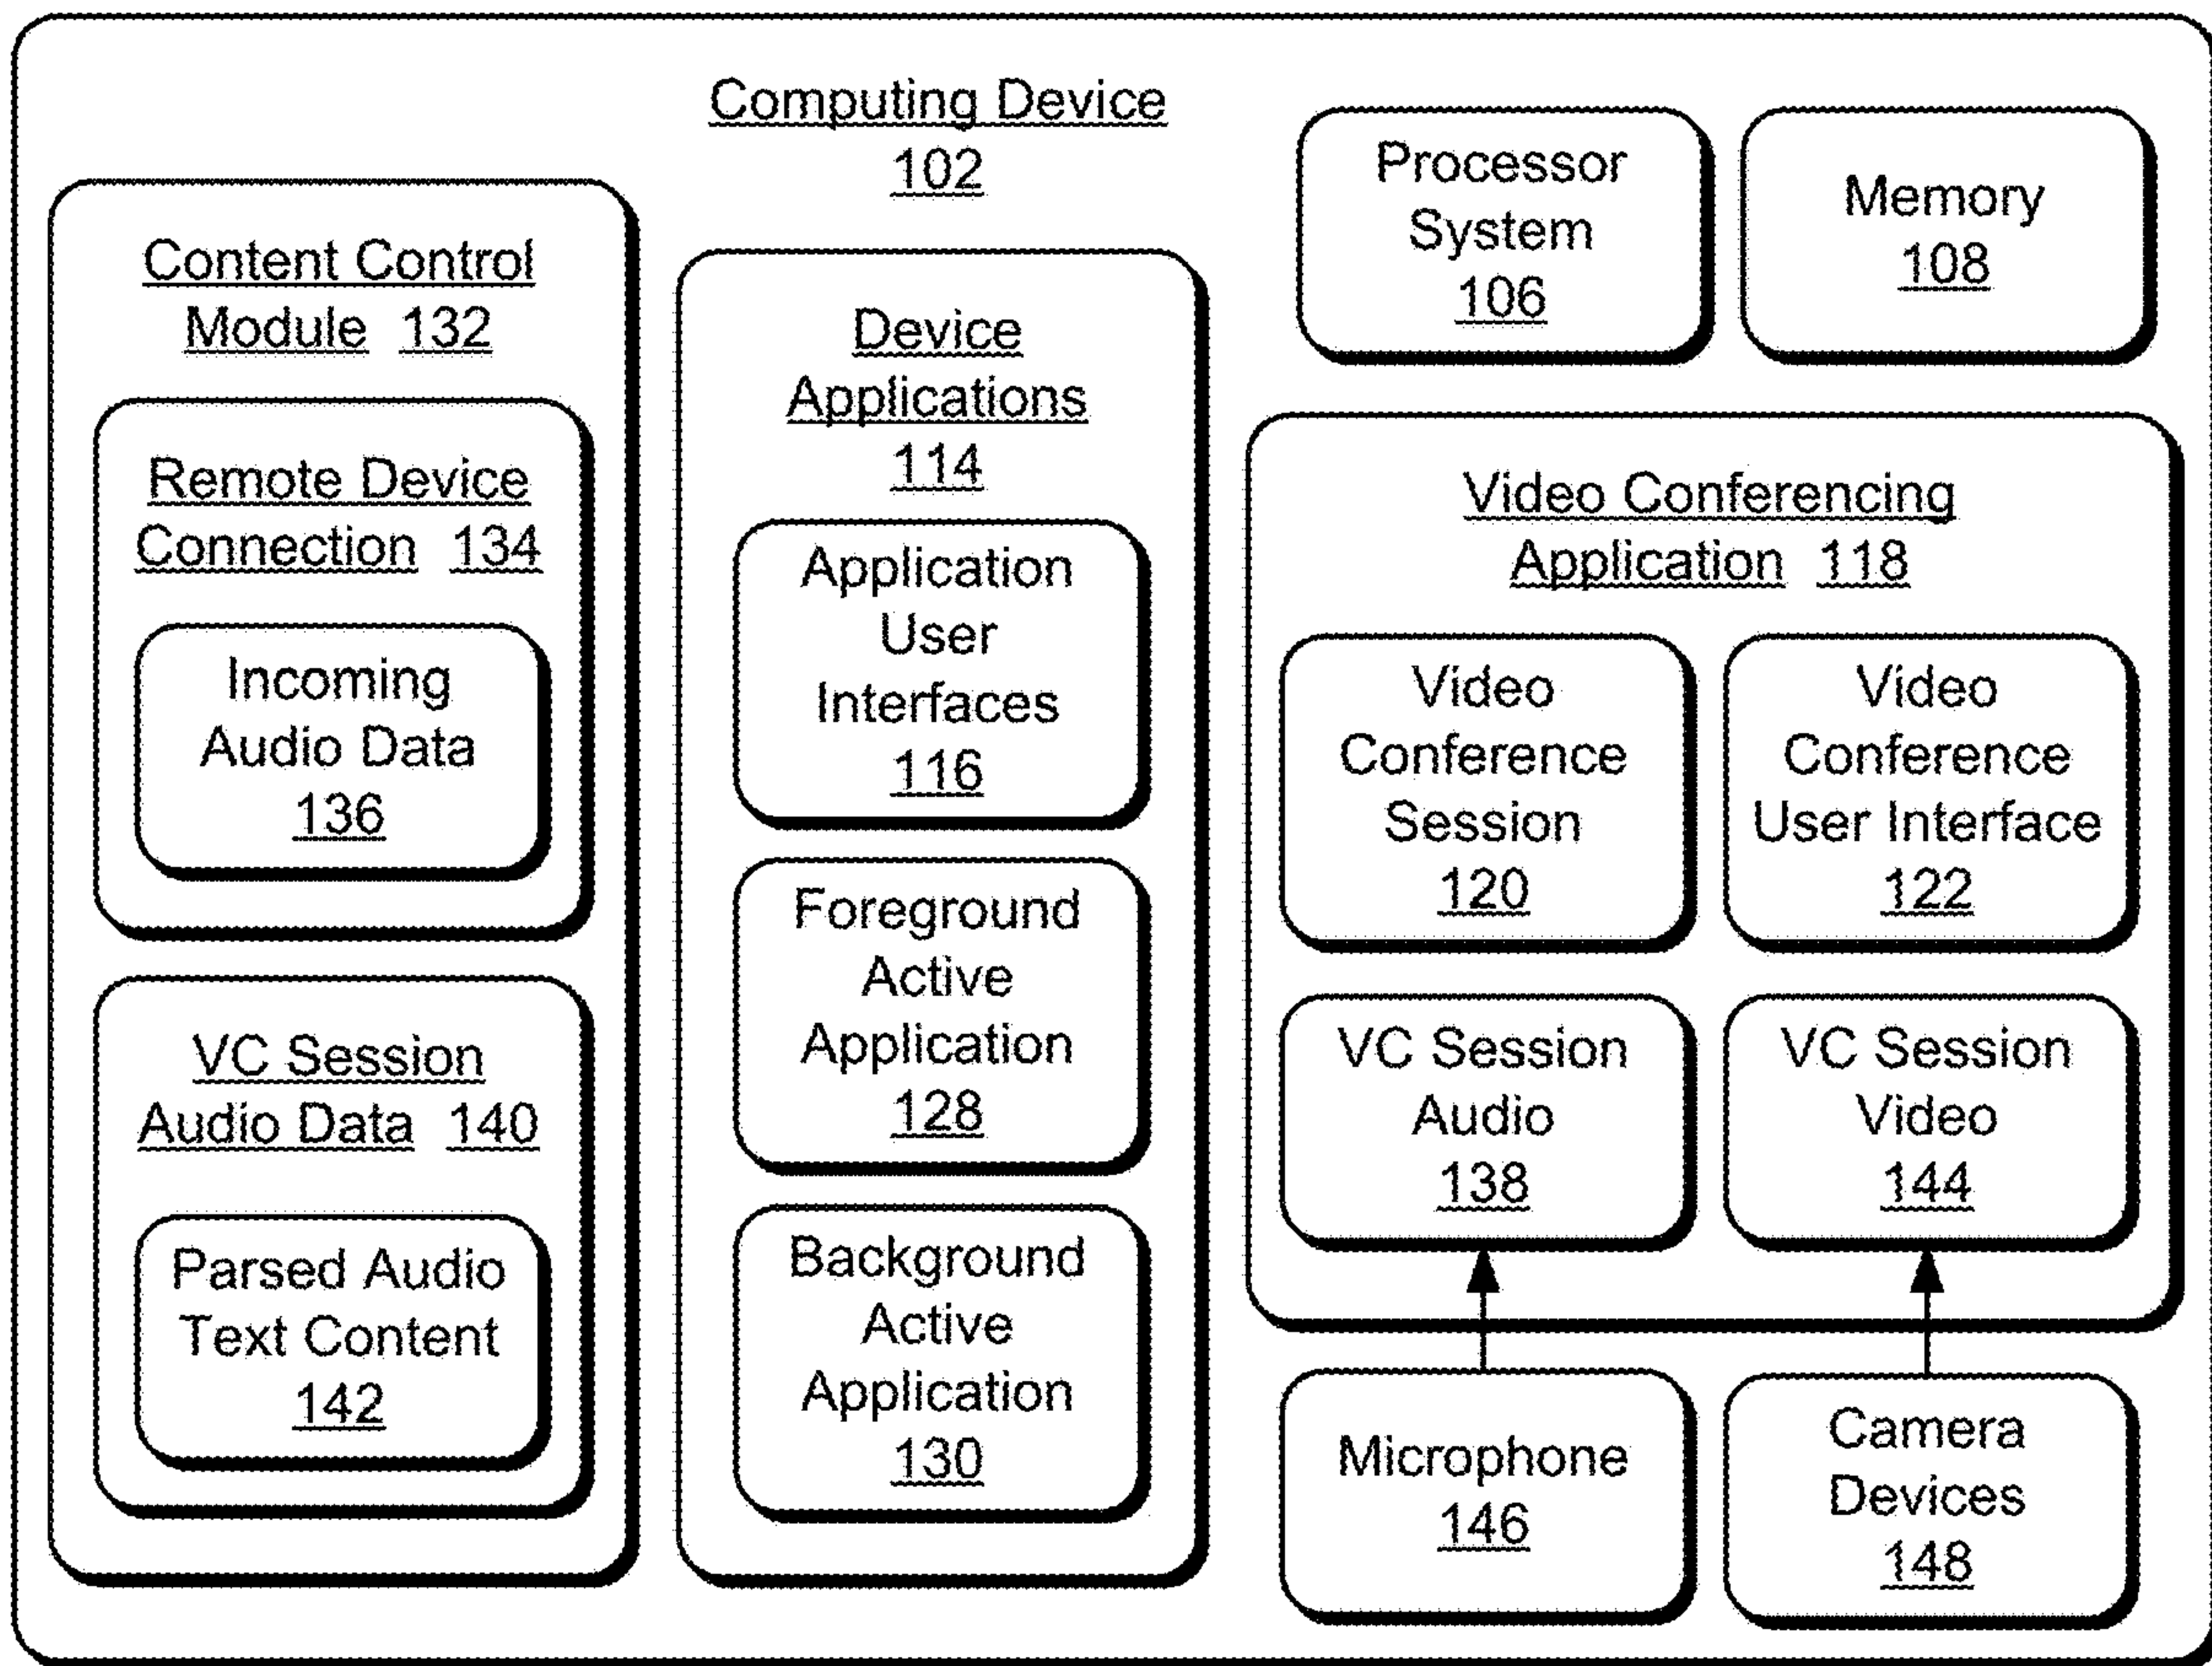 Computing Device
102
Content Control
Module 132
Remote Device
Connection 134
Incoming
Audio Data
136
VC Session
Audio Data 140
Parsed Audio
Text Content
142
Device
Applications
114
Application
User
Interfaces
116
Foreground
Active
Application
128
Background
Active
Application
130
Processor
System
106
Memory
108
Video Conferencing
Application 118
Video
Conference
Session
120
Video
Conference
User Interface
122
VC Session
Audio
138
VC Session
Video
144
Microphone
146
Camera
Devices
148